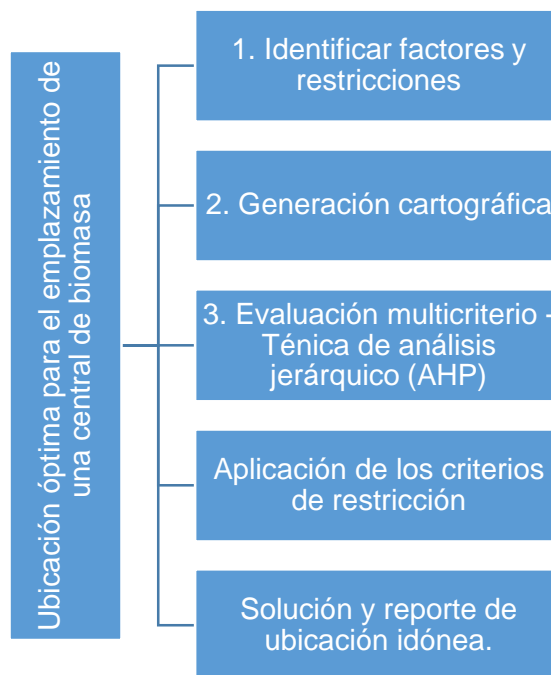 Ubicación óptima para el emplazamiento de
una central de biomasa
1. Identificar factores y
restricciones
2. Generación cartográfica
3. Evaluación multicriterio -
Ténica de análisis
jerárquico (AHP)
Aplicación de los criterios
de restricción
Solución y reporte de
ubicación idónea.